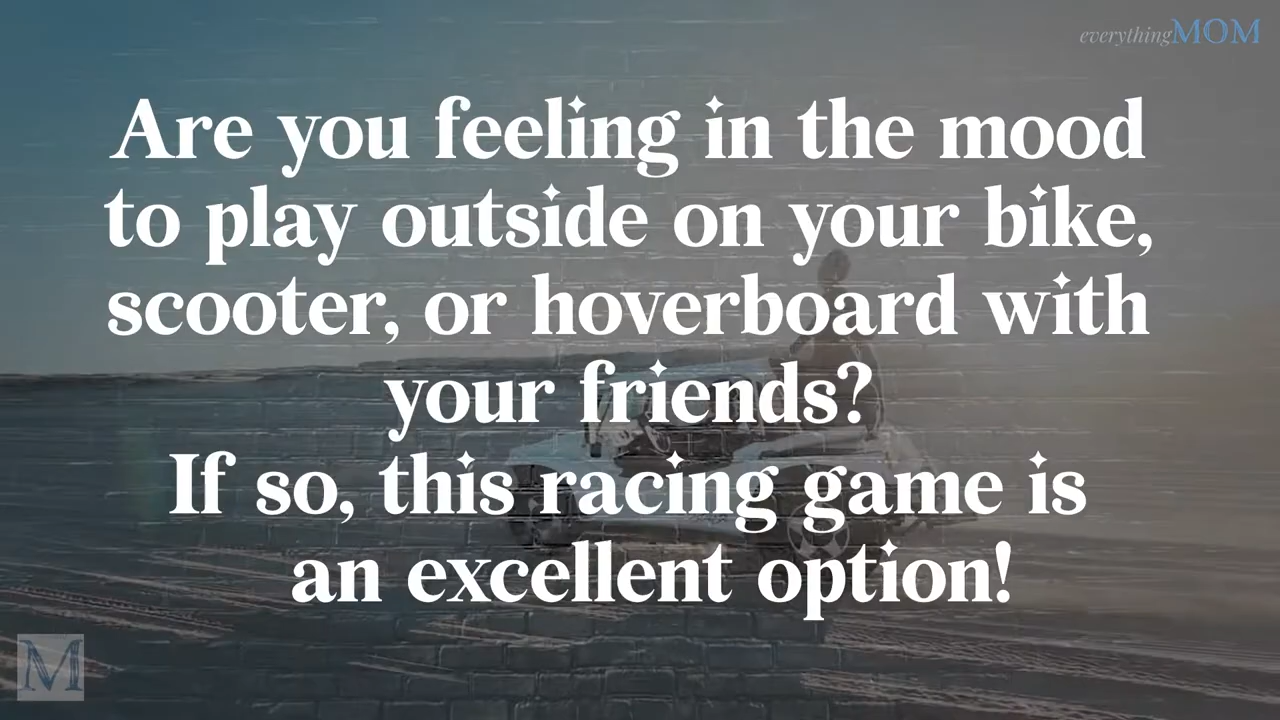 everythingMOM
Are you feeling in the mood
to play outside on your bike,
scooter, or hoverboard with
your friends?
If so, this racing game is
an excellent option!
M